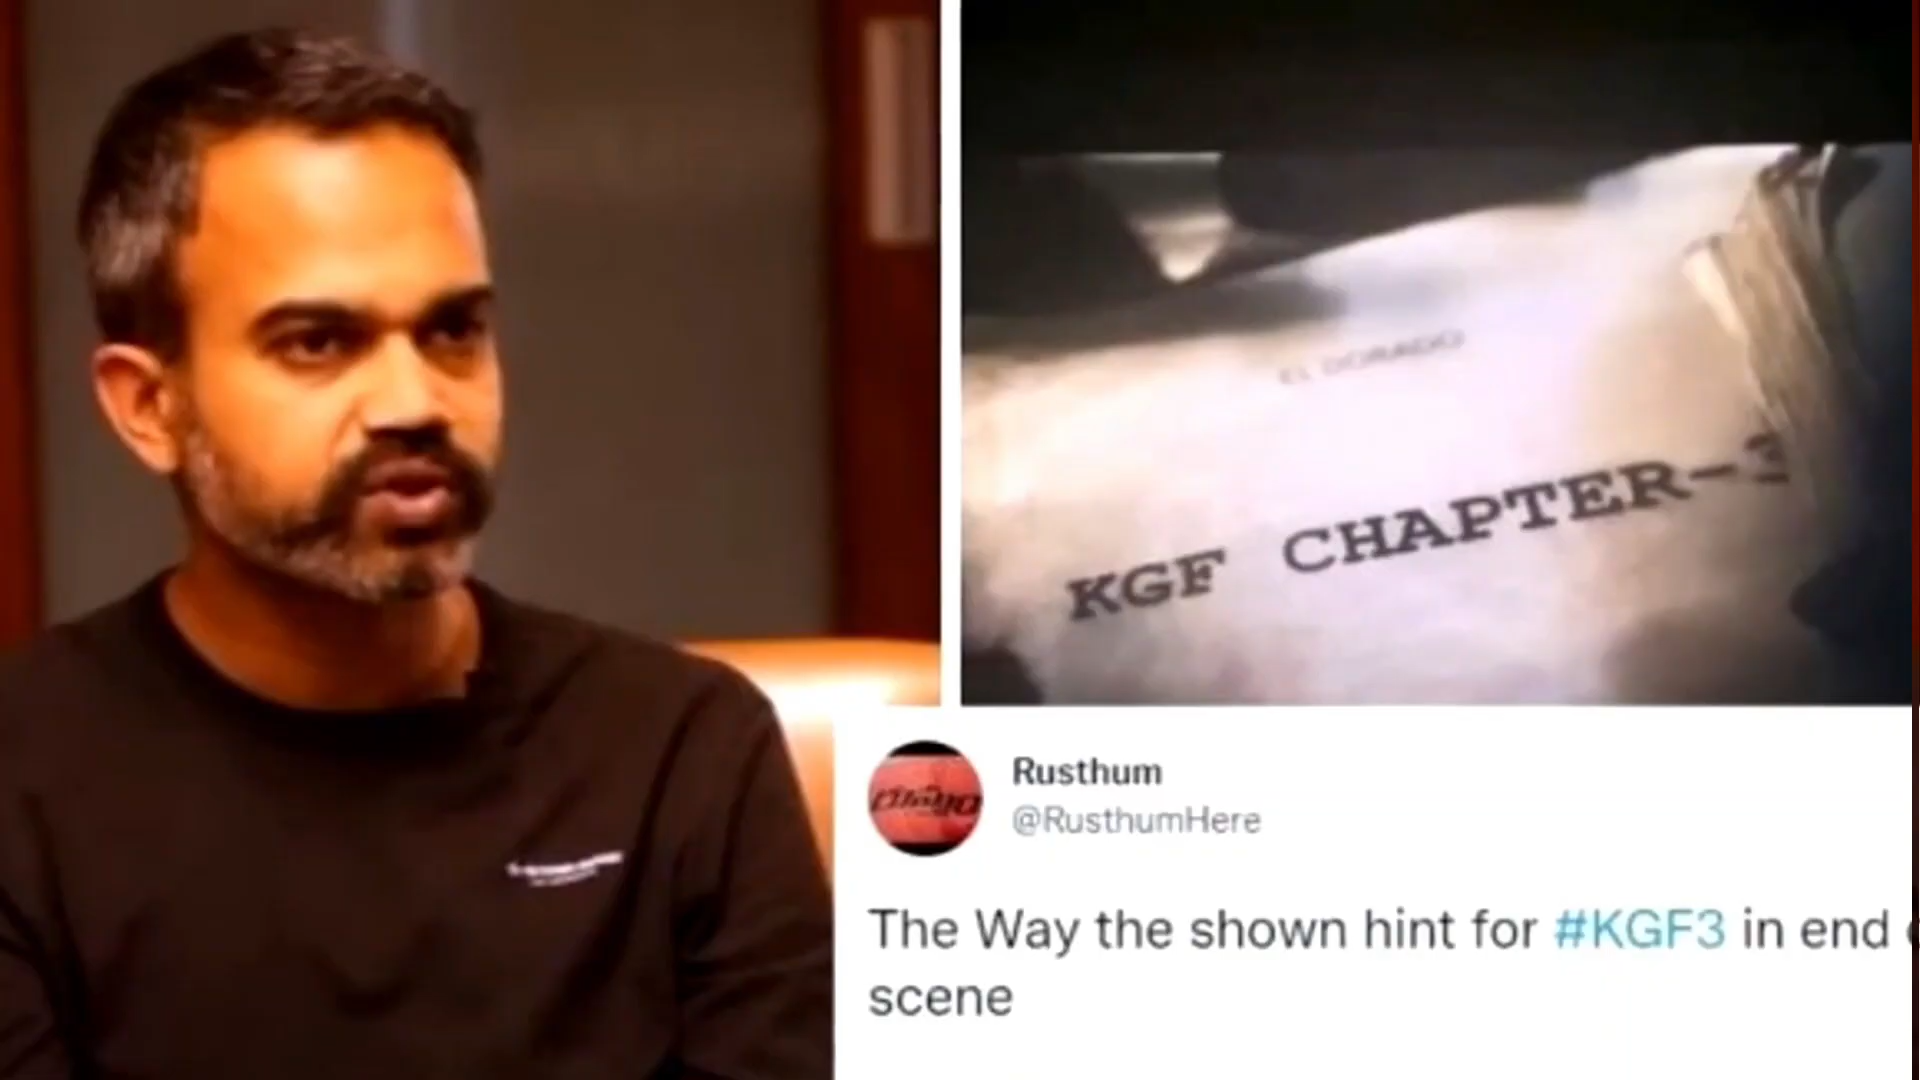 EL DORADO
KGF CHAPTER-3
Rusthum
@RusthumHere
The Way the shown hint for #KGF3 in end
scene